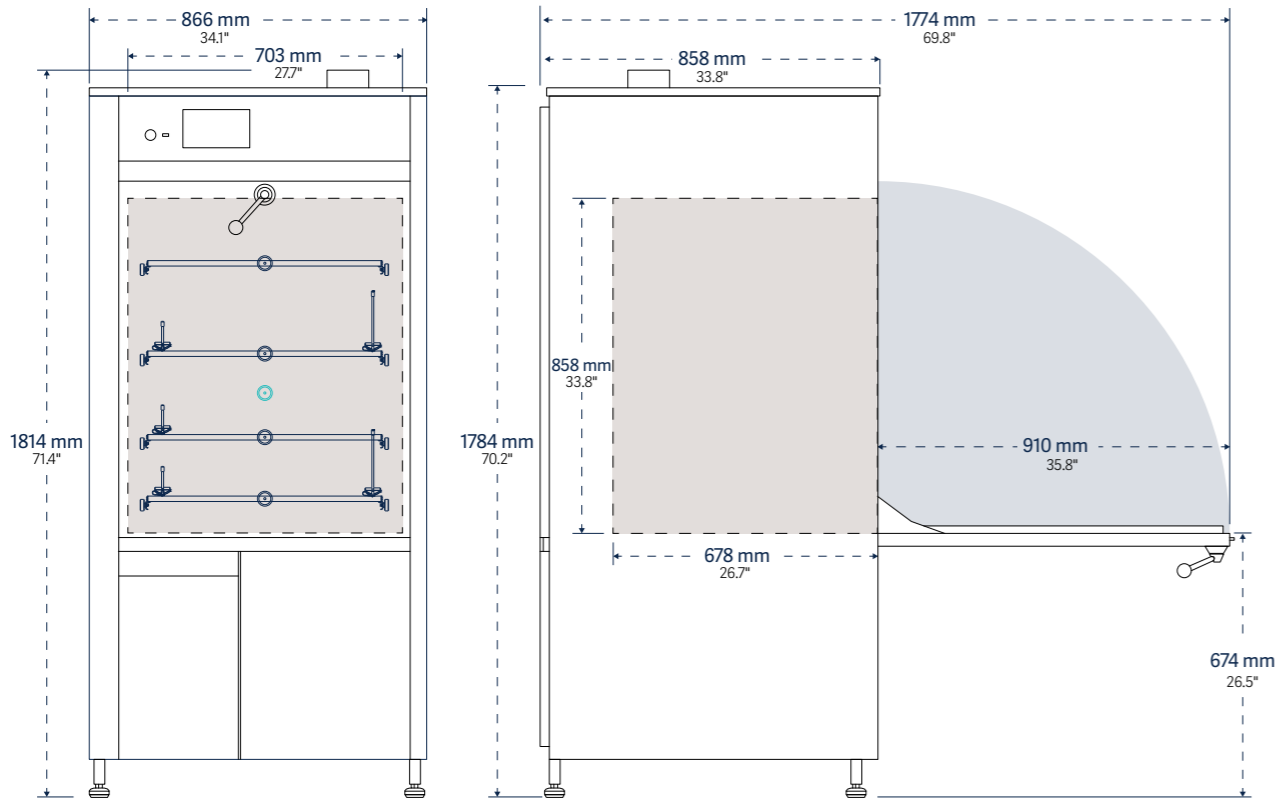 866 mm
34.1"
703 mm
27.7"
1774 mm
69.8"
858 mm
33.8"
858 mm
33.8"
1814 mm
71.4"
1784 mm
70.2"
910 mm
35.8"
678 mm
26.7"
674 mm
26.5"